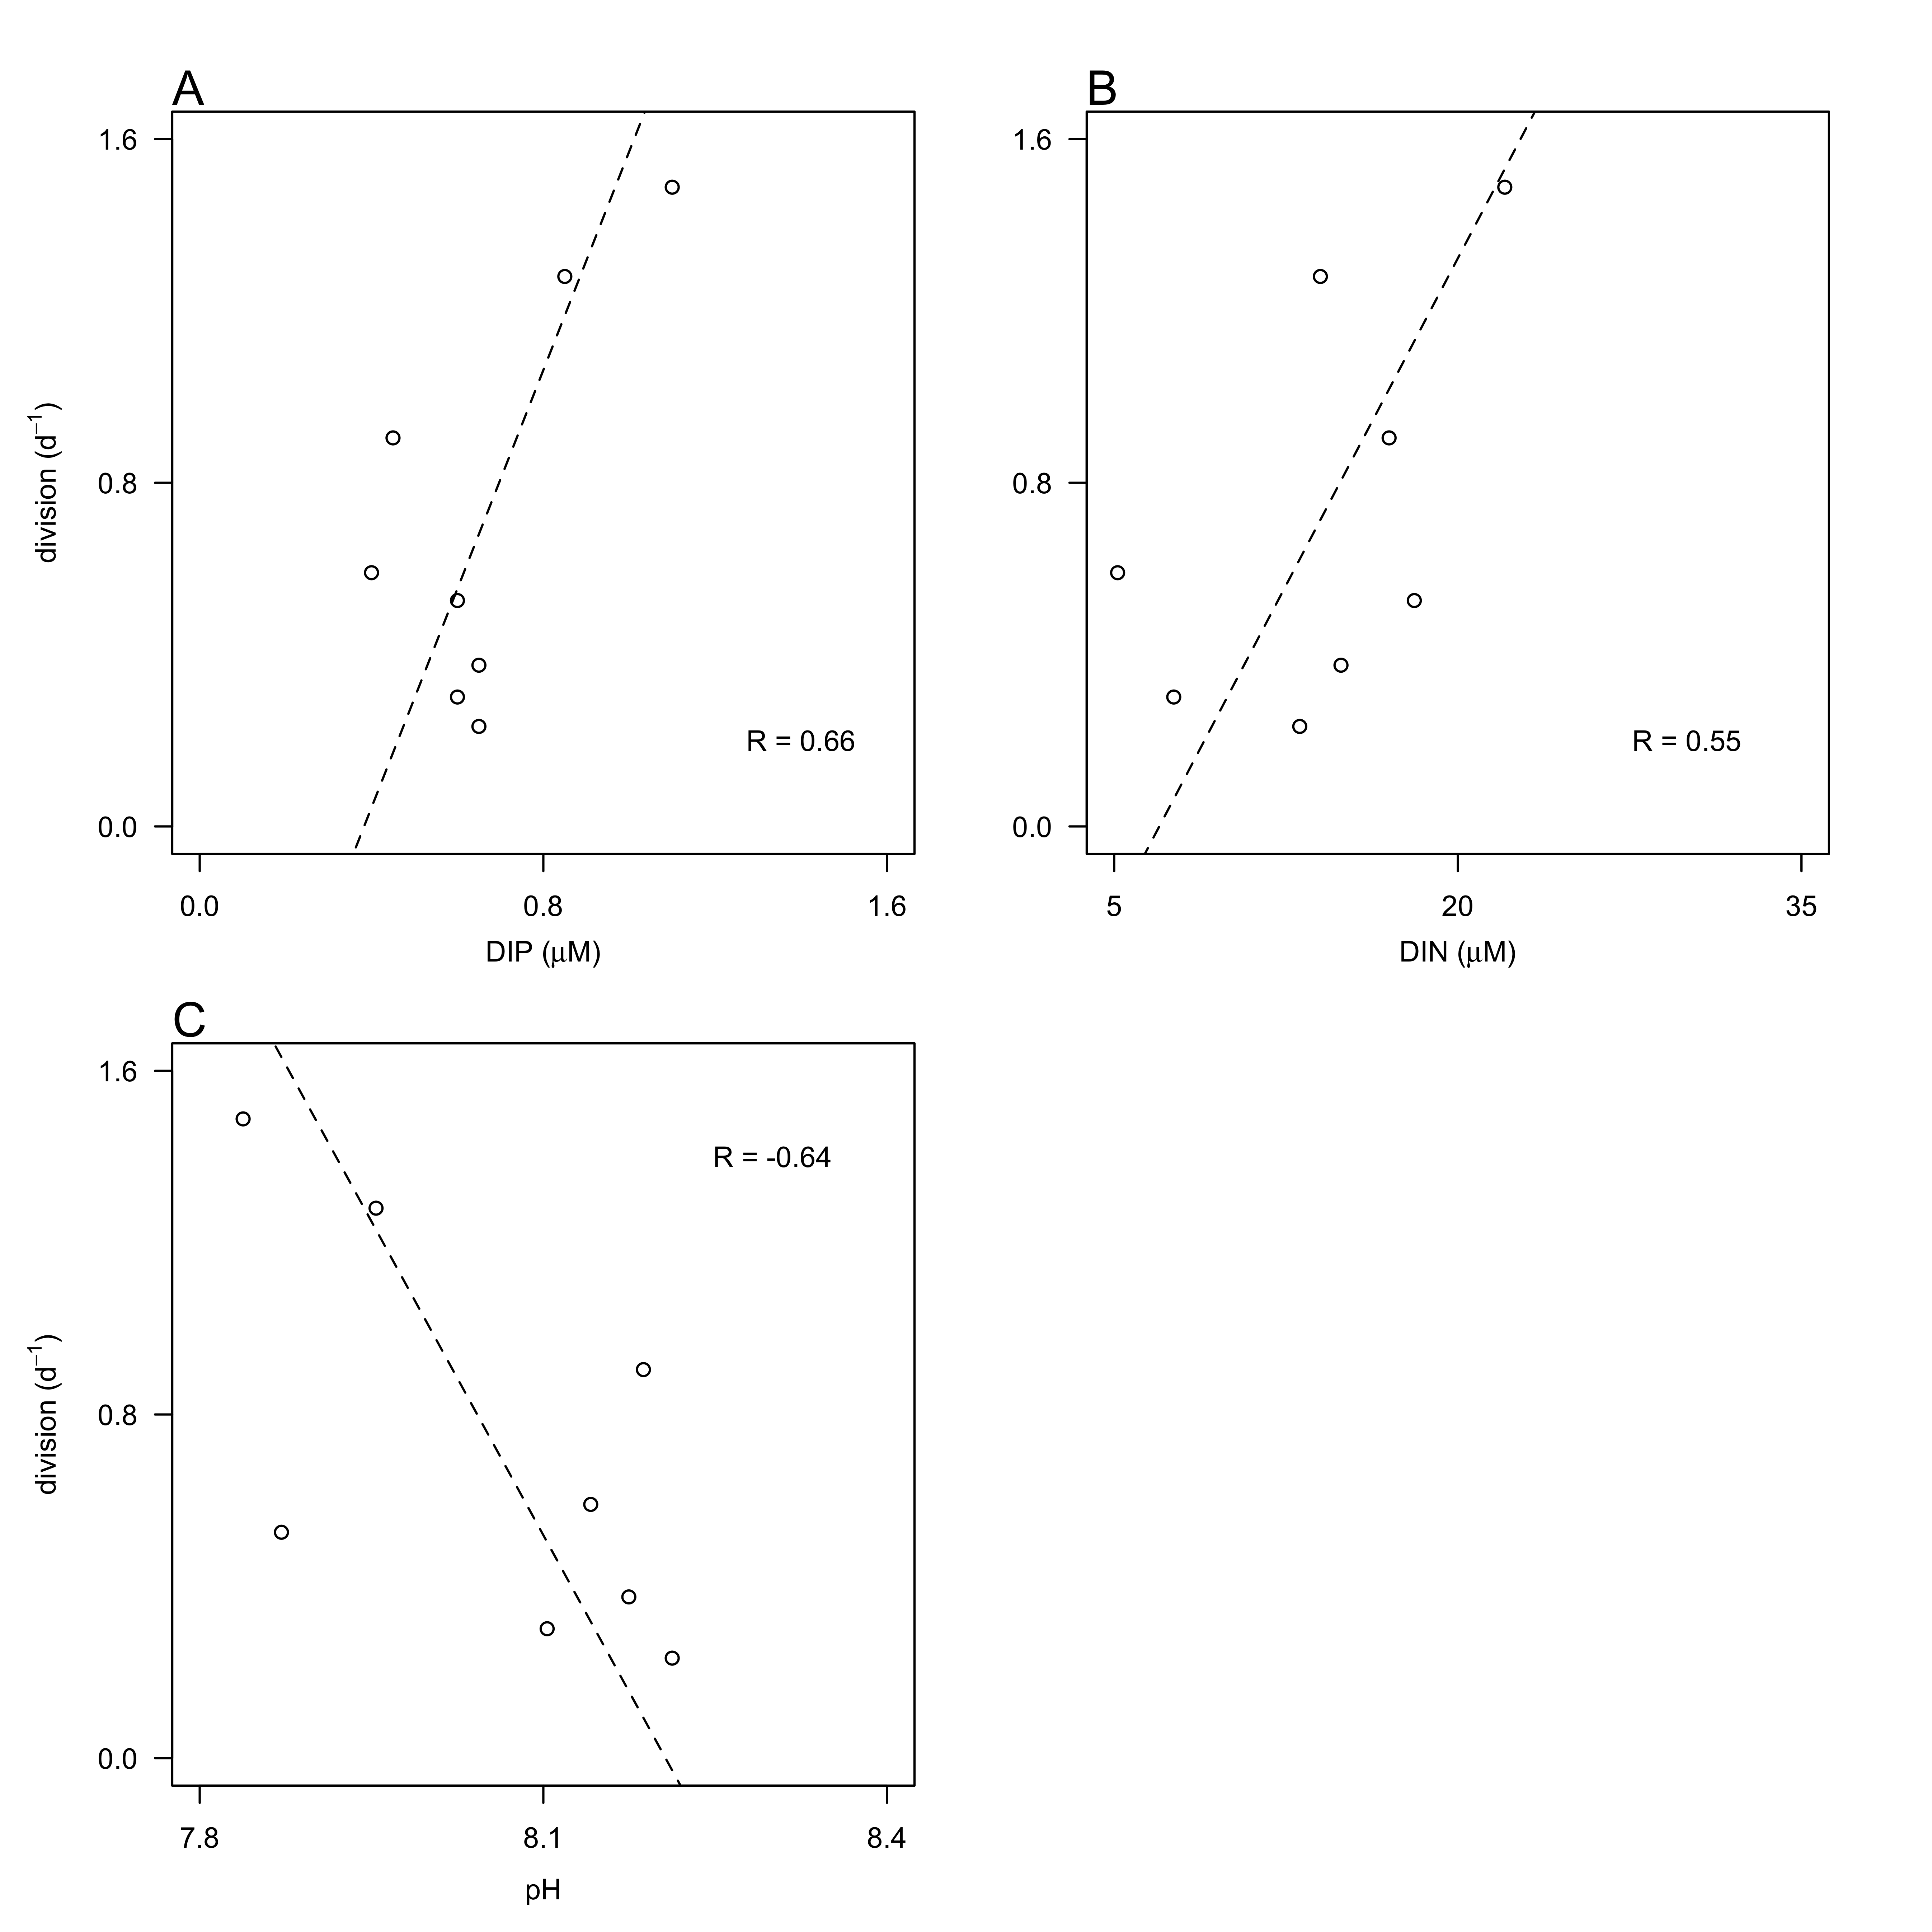 A
1.6
0.8
0.0
division (d⁻¹)
R = 0.66
0.0 0.8 1.6
DIP (μM)
B
1.6
0.8
0.0
R = 0.55
5 20 35
DIN (μM)
C
1.6
0.8
0.0
division (d⁻¹)
R = -0.64
7.8 8.1 8.4
pH